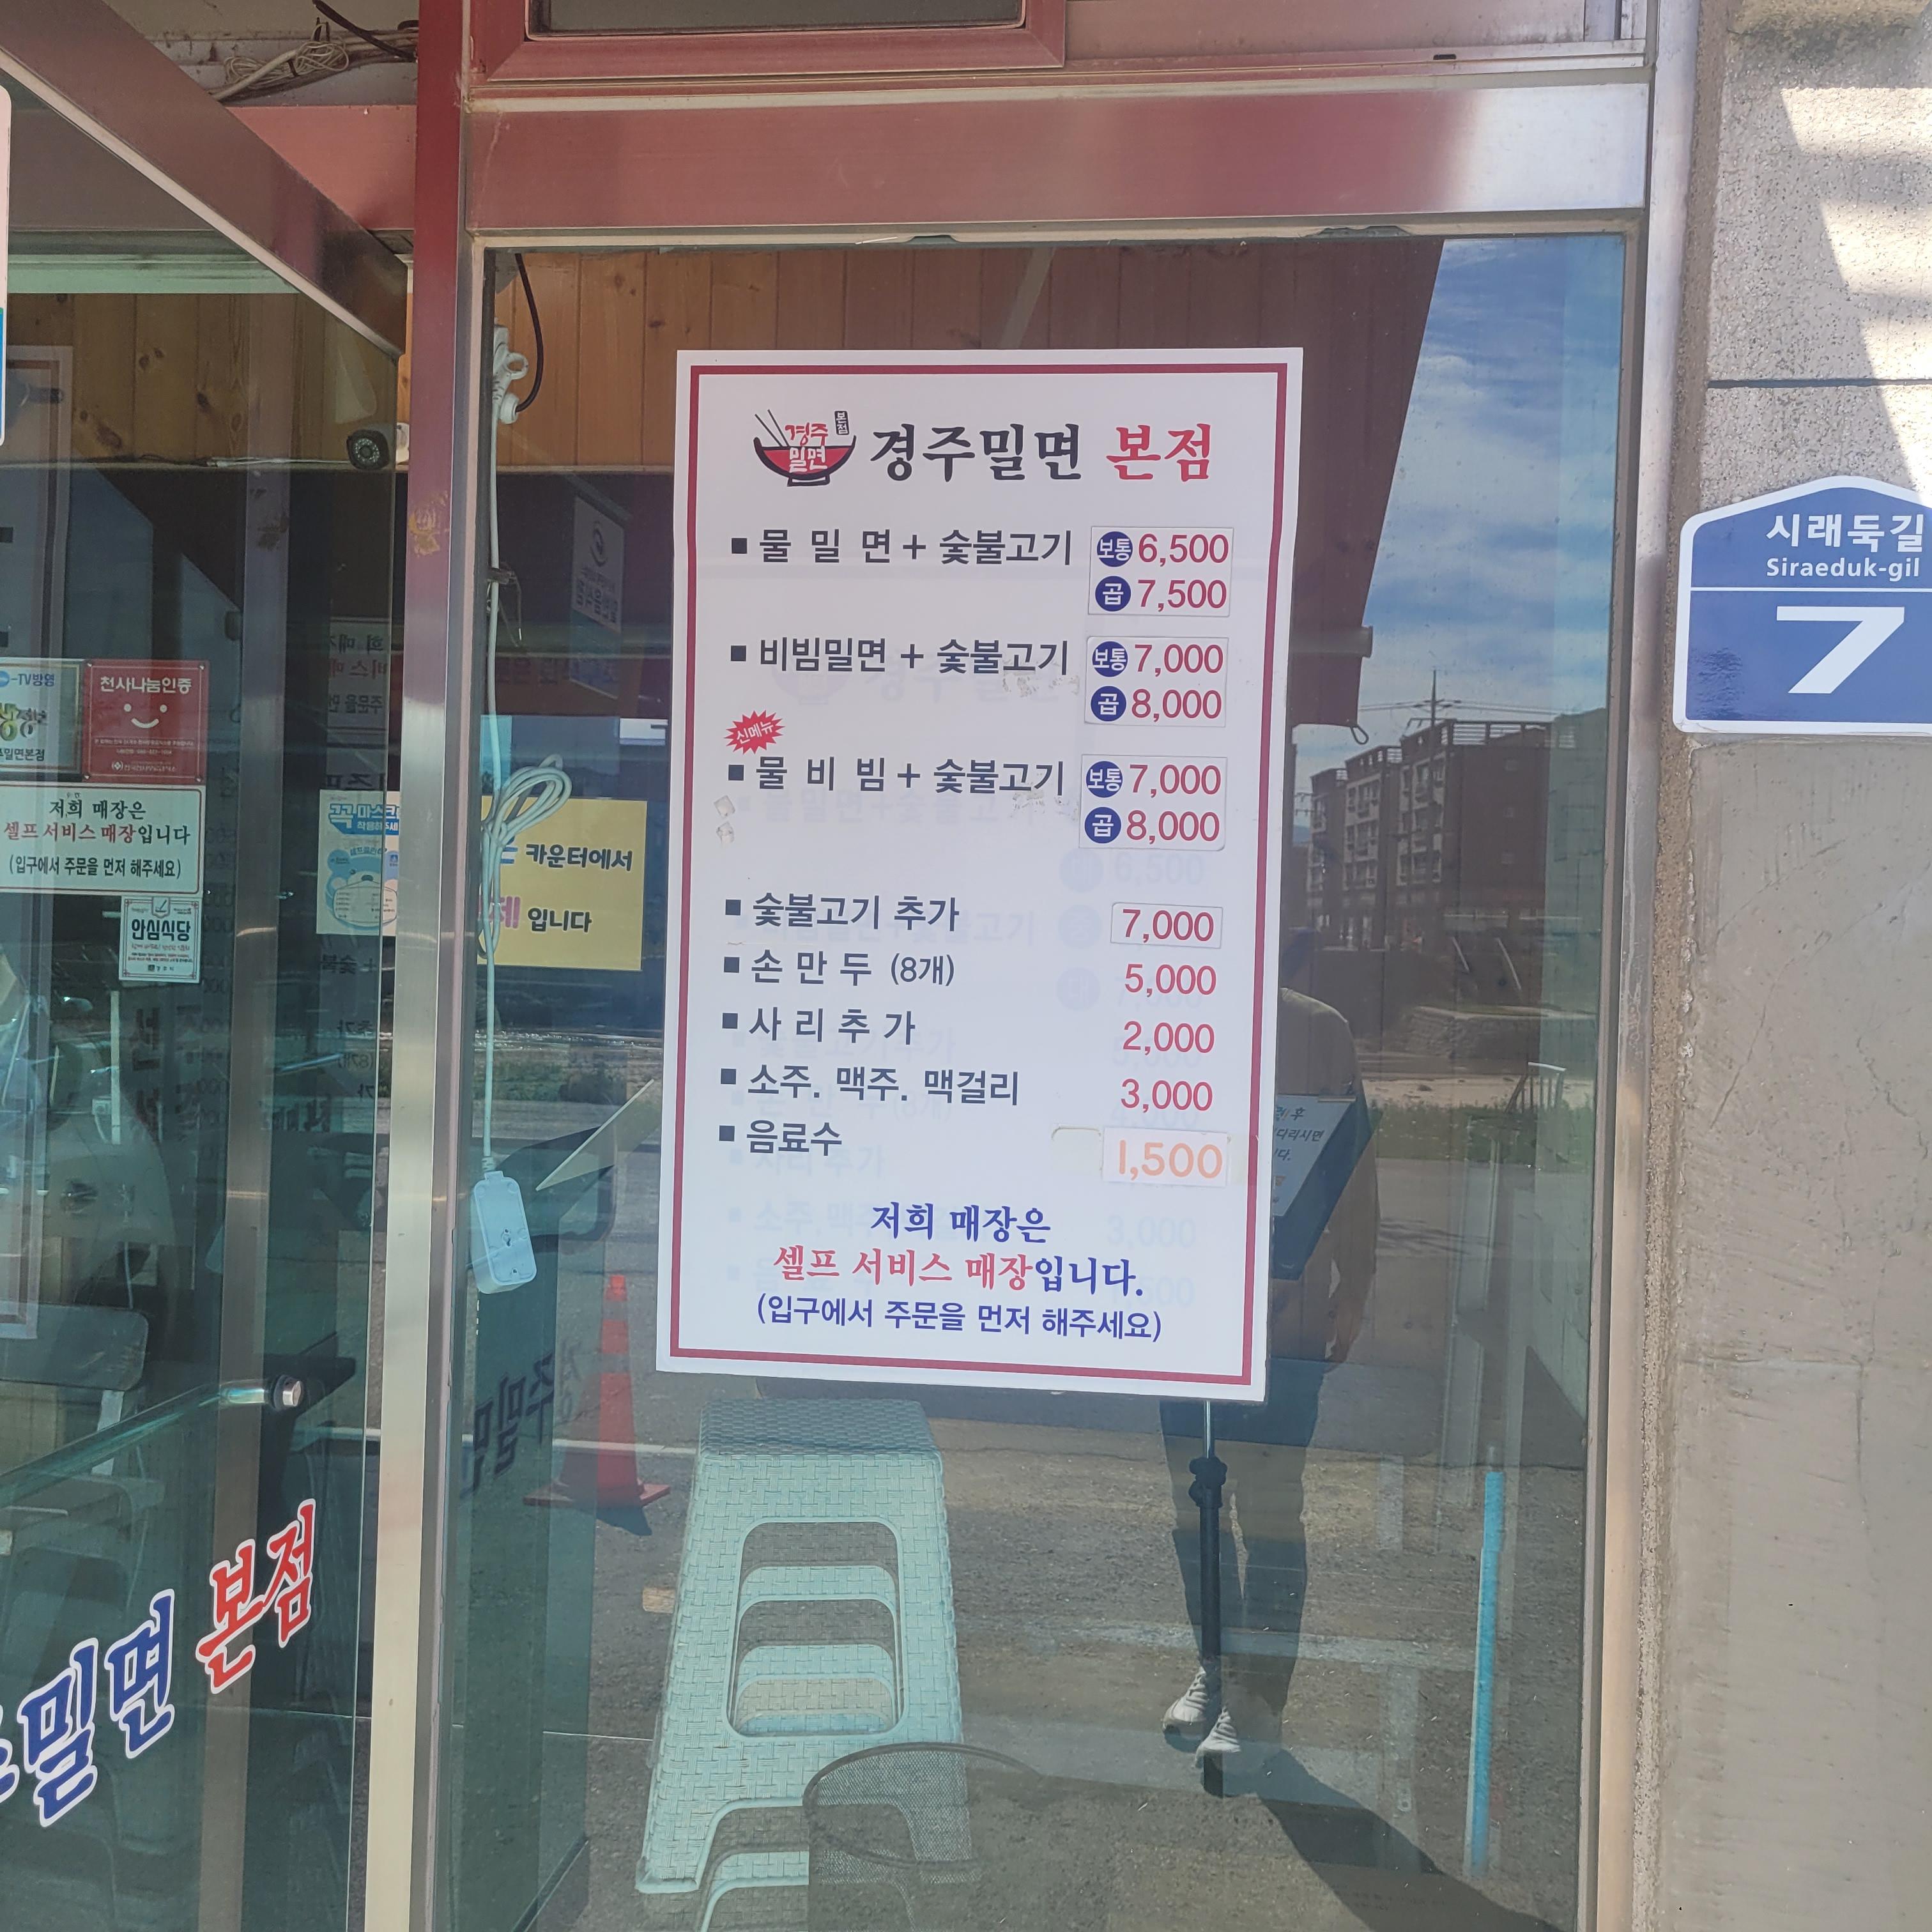 경주
밀면
본점
경주밀면 본점
▪ 물 밀 면 + 숯불고기 보통 6,500
곱 7,500
▪ 비빔밀면 + 숯불고기 보통 7,000
곱 8,000
신메뉴
▪ 물 비 빔 + 숯불고기 보통 7,000
곱 8,000
▪ 숯불고기 추가 7,000
▪ 손 만 두 (8개) 5,000
▪ 사 리 추 가 2,000
▪ 소주. 맥주. 맥걸리 3,000
▪ 음료수 1,500
저희 매장은
셀프 서비스 매장입니다.
(입구에서 주문을 먼저 해주세요)
시래둑길
Siraeduk-gil
7
TV방영
밀면본점
천사나눔인증
저희 매장은
셀프 서비스 매장입니다
(입구에서 주문을 먼저 해주세요)
안심식당
카운터에서
입니다
밀면 본점